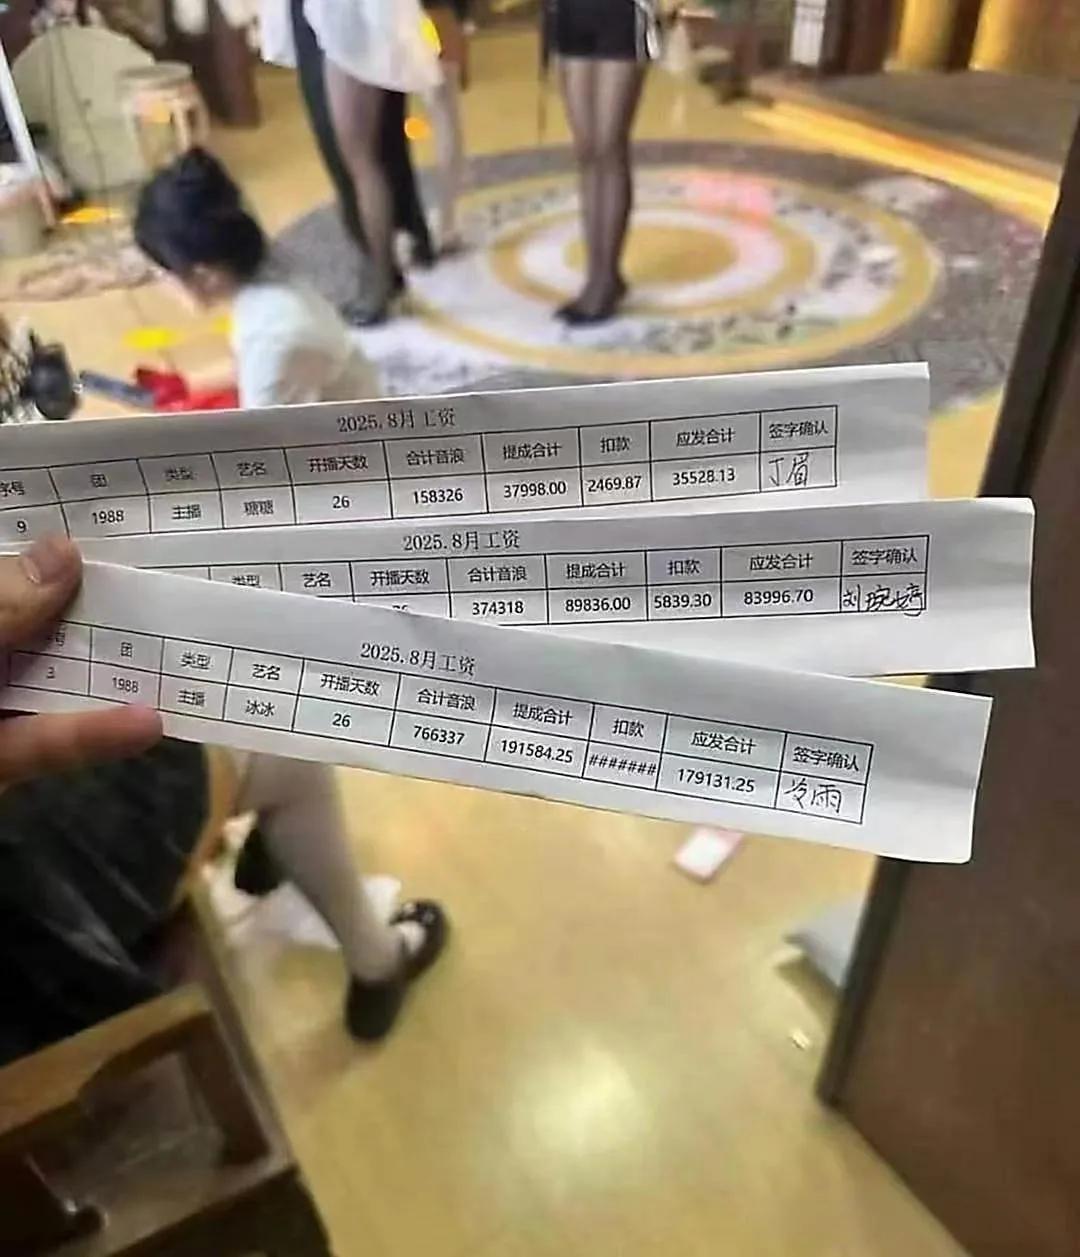 2025.8月工资
序号 团 类型 艺名 开播天数 合计音浪 提成合计 扣款 应发合计 签字确认
9 1988 主播 糖糖 26 158326 37998.00 2469.87 35528.13 丁眉
2025.8月工资
类型 艺名 开播天数 合计音浪 提成合计 扣款 应发合计 签字确认
26 374318 89836.00 5839.30 83996.70 刘琬婷
2025.8月工资
号 团 类型 艺名 开播天数 合计音浪 提成合计 扣款 应发合计 签字确认
3 1988 主播 冰冰 26 766337 191584.25 ####### 179131.25 冷雨